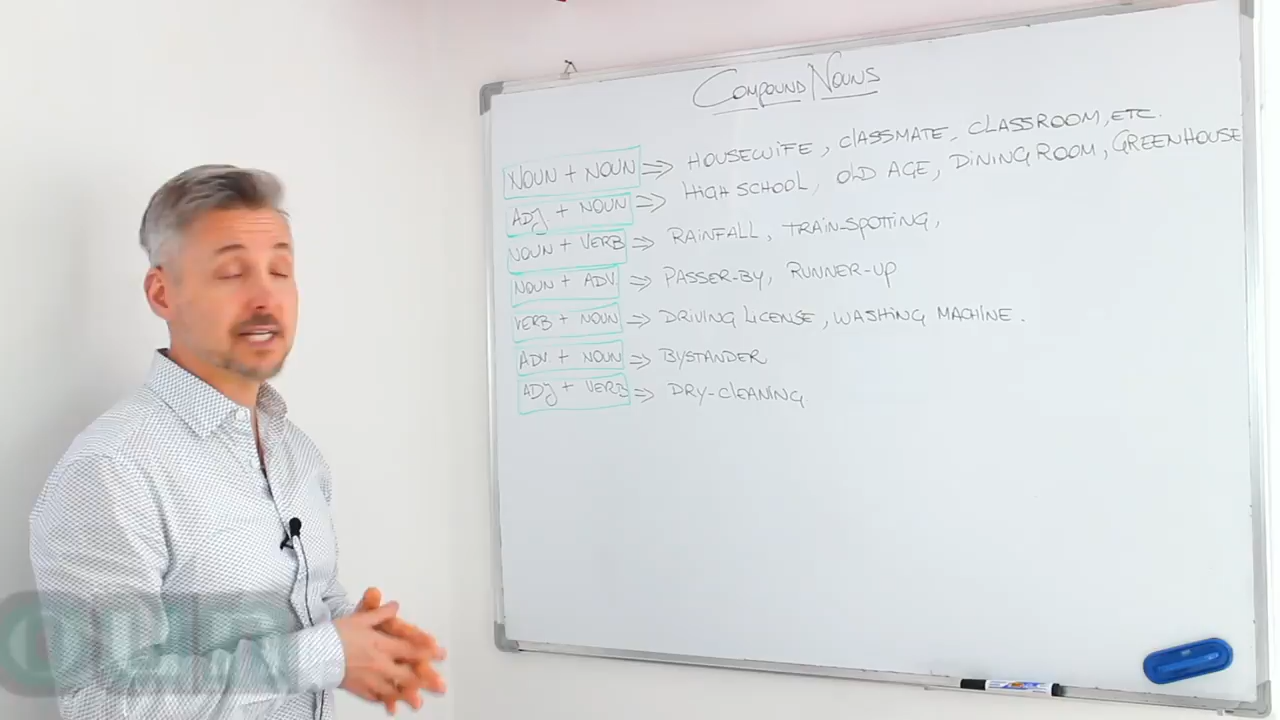 COMPOUND NOUNS
NOUN + NOUN ⇒ HOUSEWIFE, CLASSMATE, CLASSROOM, ETC.
ADJ + NOUN ⇒ HIGH SCHOOL, OLD AGE, DINING ROOM, GREENHOUSE
NOUN + VERB ⇒ RAINFALL, TRAIN-SPOTTING,
NOUN + ADV. ⇒ PASSER-BY, RUNNER-UP
VERB + NOUN ⇒ DRIVING LICENSE, WASHING MACHINE.
ADV. + NOUN ⇒ BYSTANDER
ADJ + VERB ⇒ DRY-CLEANING